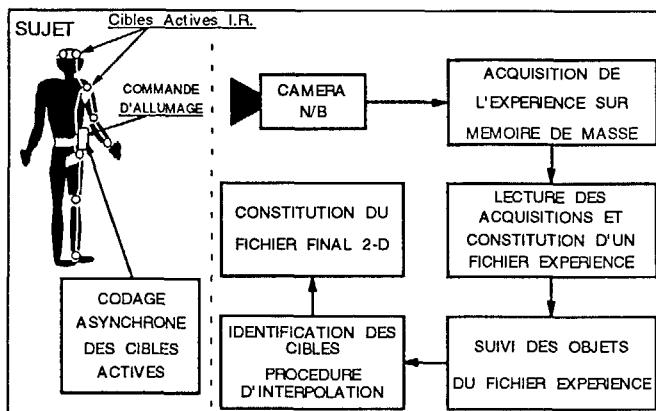 SUJET
Cibles Actives I.R.
COMMANDE
D'ALLUMAGE
CODAGE
ASYNCHRONE
DES CIBLES
ACTIVES
CAMERA
N/B
ACQUISITION DE
L'EXPERIENCE SUR
MEMOIRE DE MASSE
LECTURE DES
ACQUISITIONS ET
CONSTITUTION D'UN
FICHIER EXPERIENCE
SUIVI DES OBJETS
DU FICHIER EXPERIENCE
IDENTIFICATION DES
CIBLES
PROCEDURE
D'INTERPOLATION
CONSTITUTION DU
FICHIER FINAL 2-D